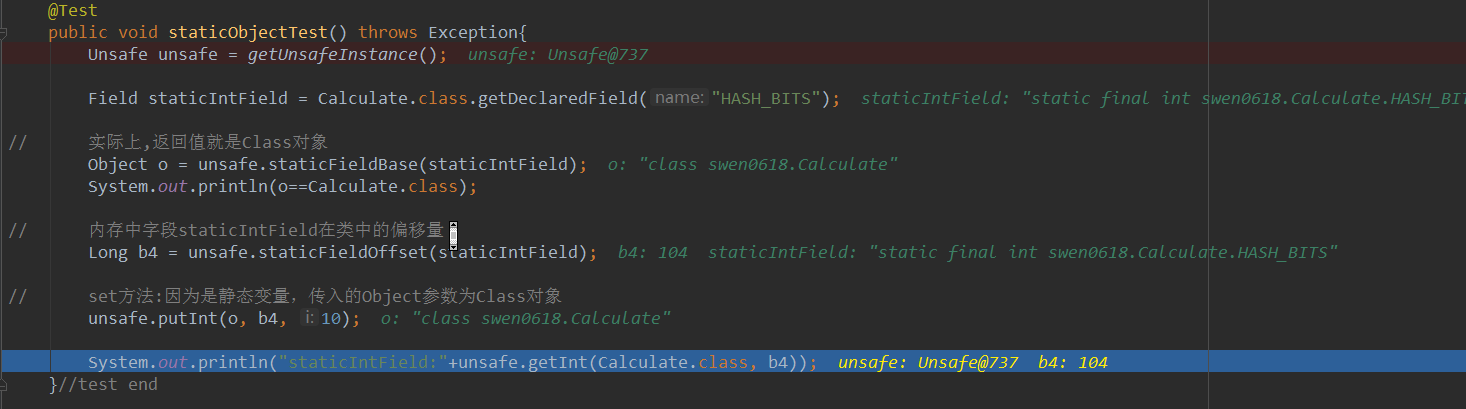 @Test
public void staticObjectTest() throws Exception{
Unsafe unsafe = getUnsafeInstance(); unsafe: Unsafe@737
Field staticIntField = Calculate.class.getDeclaredField( name: "HASH_BITS"); staticIntField: "static final int swen0618.Calculate.HASH_BIT
// 实际上,返回值就是Class对象
Object o = unsafe.staticFieldBase(staticIntField); o: "class swen0618.Calculate"
System.out.println(o==Calculate.class);
// 内存中字段staticIntField在类中的偏移量
Long b4 = unsafe.staticFieldOffset(staticIntField); b4: 104 staticIntField: "static final int swen0618.Calculate.HASH_BITS"
// set方法:因为是静态变量，传入的Object参数为Class对象
unsafe.putInt(o, b4, i: 10); o: "class swen0618.Calculate"
System.out.println("staticIntField:"+unsafe.getInt(Calculate.class, b4)); unsafe: Unsafe@737 b4: 104
}//test end